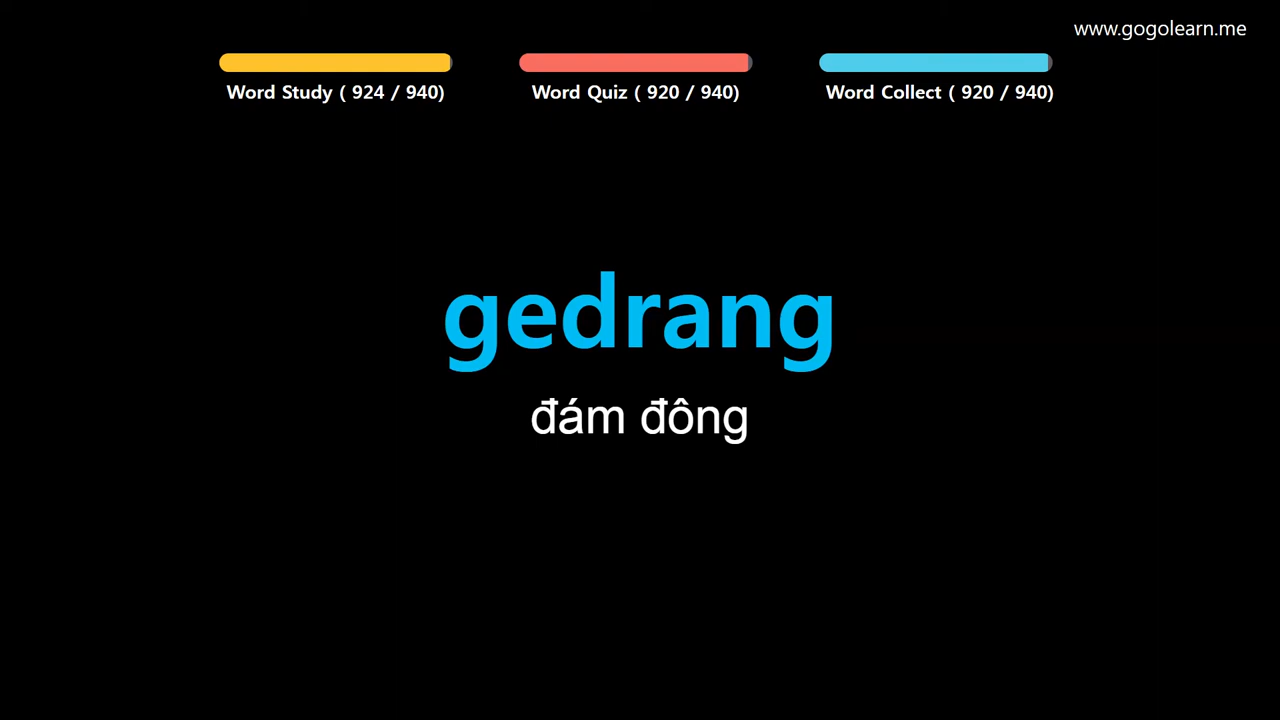 www.gogolearn.me
Word Study ( 924 / 940)
Word Quiz ( 920 / 940)
Word Collect ( 920 / 940)
gedrang
đám đông